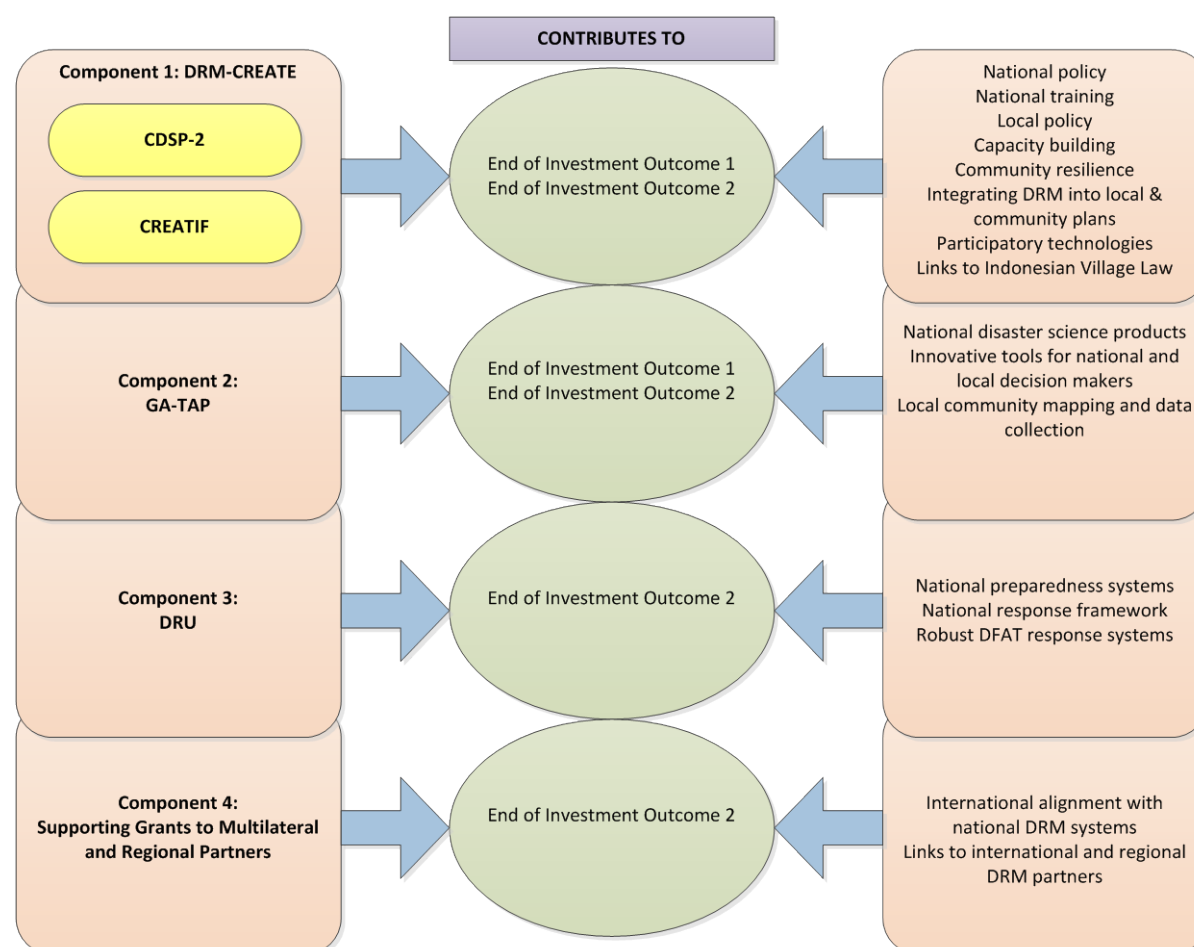 CONTRIBUTES TO
Component 1: DRM-CREATE
CDSP-2
CREATIF
End of Investment Outcome 1
End of Investment Outcome 2
National policy
National training
Local policy
Capacity building
Community resilience
Integrating DRM into local &
community plans
Participatory technologies
Links to Indonesian Village Law
Component 2:
GA-TAP
End of Investment Outcome 1
End of Investment Outcome 2
National disaster science products
Innovative tools for national and
local decision makers
Local community mapping and data
collection
Component 3:
DRU
End of Investment Outcome 2
National preparedness systems
National response framework
Robust DFAT response systems
Component 4:
Supporting Grants to Multilateral
and Regional Partners
End of Investment Outcome 2
International alignment with
national DRM systems
Links to international and regional
DRM partners